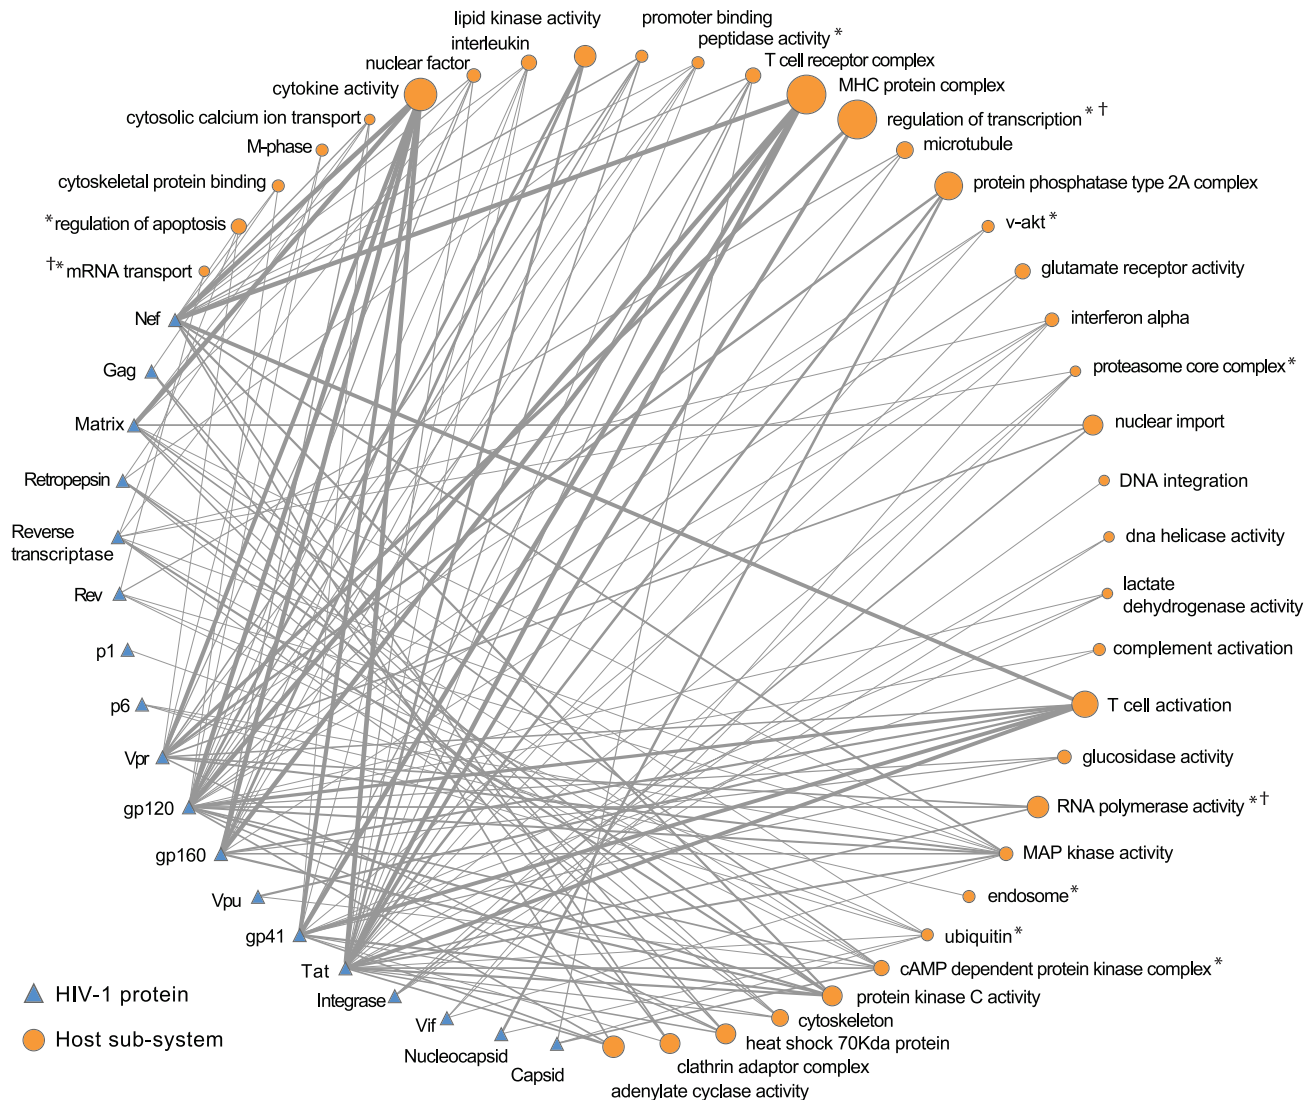 lipid kinase activity
promoter binding
interleukin
peptidase activity *
nuclear factor
T cell receptor complex
cytokine activity
MHC protein complex
cytosolic calcium ion transport
regulation of transcription * †
M-phase
microtubule
cytoskeletal protein binding
protein phosphatase type 2A complex
*regulation of apoptosis
v-akt *
†* mRNA transport
glutamate receptor activity
Nef
interferon alpha
Gag
proteasome core complex *
Matrix
nuclear import
Retropepsin
DNA integration
Reverse
transcriptase
dna helicase activity
Rev
lactate
dehydrogenase activity
p1
complement activation
p6
T cell activation
Vpr
glucosidase activity
gp120
RNA polymerase activity * †
gp160
MAP kinase activity
Vpu
endosome *
gp41
ubiquitin *
Tat
cAMP dependent protein kinase complex *
Integrase
protein kinase C activity
Vif
cytoskeleton
Nucleocapsid
heat shock 70Kda protein
Capsid
clathrin adaptor complex
adenylate cyclase activity
HIV-1 protein
Host sub-system